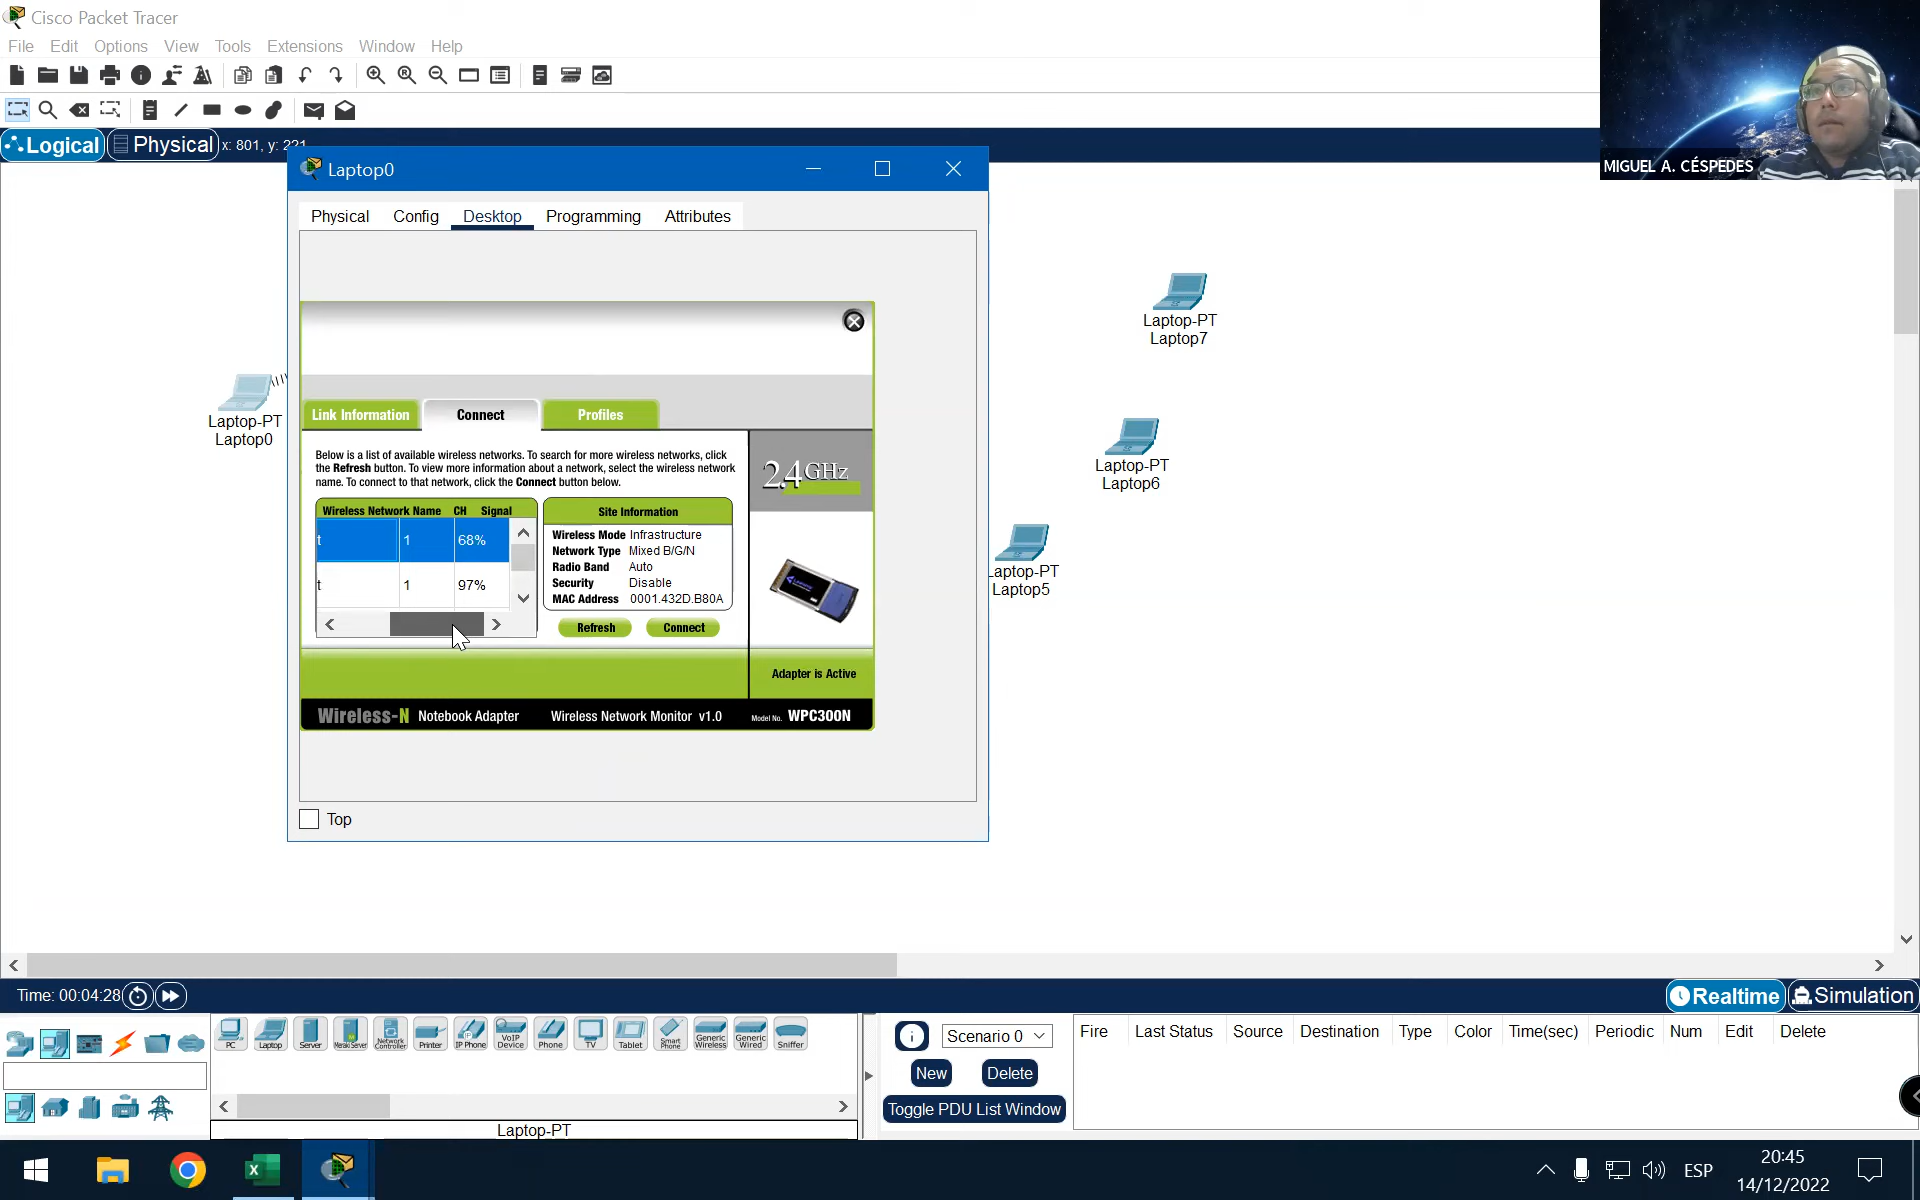 Cisco Packet Tracer
File Edit Options View Tools Extensions Window Help
Logical Physical x: 801, y: 221
MIGUEL A. CÉSPEDES
Laptop0
Physical Config Desktop Programming Attributes
Laptop-PT
Laptop7
Laptop-PT
Laptop0
Link Information Connect Profiles
Below is a list of available wireless networks. To search for more wireless networks, click
the Refresh button. To view more information about a network, select the wireless network
name. To connect to that network, click the Connect button below.
2.4GHz
Laptop-PT
Laptop6
Wireless Network Name CH Signal
t 1 68%
t 1 97%
Site Information
Wireless Mode Infrastructure
Network Type Mixed B/G/N
Radio Band Auto
Security Disable
MAC Address 0001.432D.B80A
Refresh Connect
Laptop-PT
Laptop5
Adapter is Active
Wireless-N Notebook Adapter Wireless Network Monitor v1.0 Model No. WPC300N
Top
Time: 00:04:28
Realtime Simulation
PC Laptop Server Meraki Server Network Controller Printer IP Phone VoIP Device Phone TV Tablet Smart Phone Generic Wireless Generic Wired Sniffer
Laptop-PT
Scenario 0
New Delete
Toggle PDU List Window
Fire Last Status Source Destination Type Color Time(sec) Periodic Num Edit Delete
ESP
20:45
14/12/2022